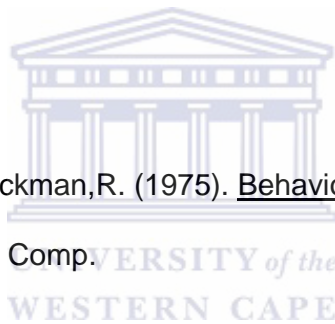 ckman,R. (1975). Behavio
Comp.
UNIVERSITY of the
WESTERN CAPE